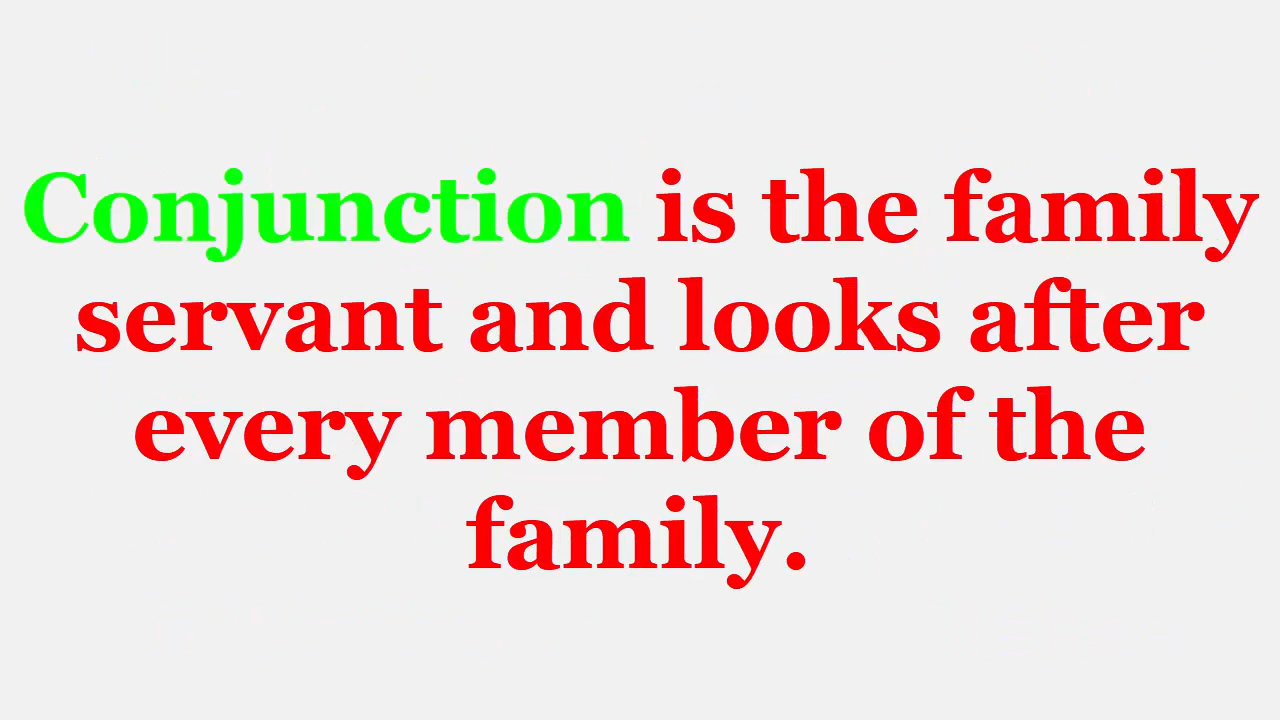 Conjunction is the family
servant and looks after
every member of the
family.